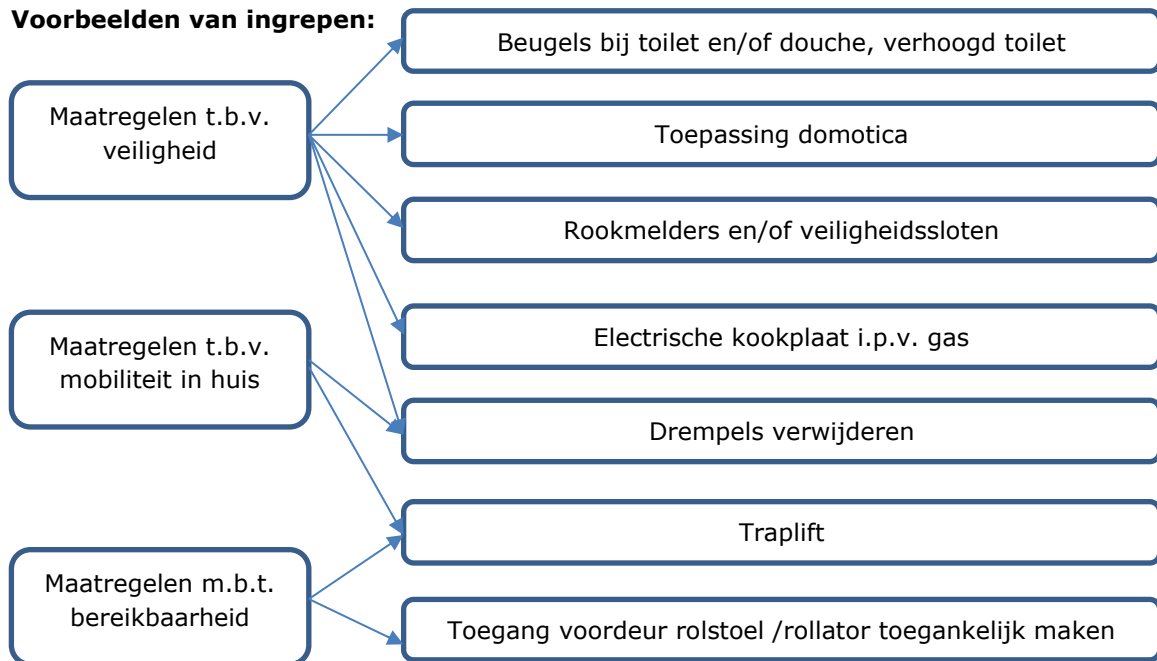 Voorbeelden van ingrepen:
Beugels bij toilet en/of douche, verhoogd toilet
Maatregelen t.b.v.
veiligheid
Toepassing domotica
Rookmelders en/of veiligheidssloten
Electrische kookplaat i.p.v. gas
Maatregelen t.b.v.
mobiliteit in huis
Drempels verwijderen
Traplift
Maatregelen m.b.t.
bereikbaarheid
Toegang voordeur rolstoel /rollator toegankelijk maken